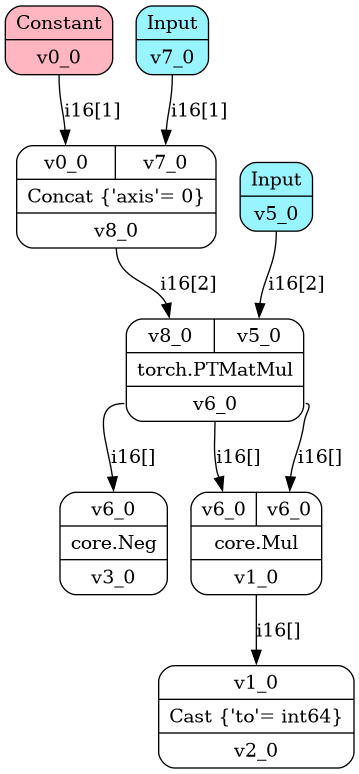 Constant
v0_0
Input
v7_0
i16[1]
i16[1]
v0_0 v7_0
Concat {'axis'= 0}
v8_0
Input
v5_0
i16[2]
i16[2]
v8_0 v5_0
torch.PTMatMul
v6_0
i16[]
i16[]
i16[]
v6_0
core.Neg
v3_0
v6_0 v6_0
core.Mul
v1_0
i16[]
v1_0
Cast {'to'= int64}
v2_0